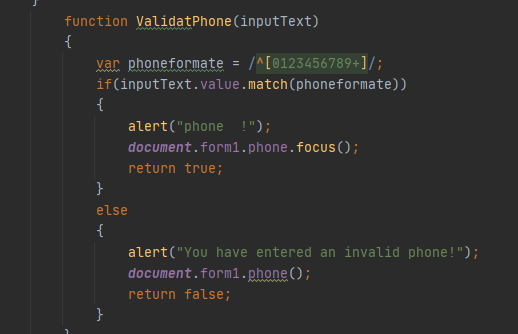 }
function ValidatPhone(inputText)
{
var phoneformate = /^[0123456789+]/;
if(inputText.value.match(phoneformate))
{
alert("phone  !");
document.form1.phone.focus();
return true;
}
else
{
alert("You have entered an invalid phone!");
document.form1.phone();
return false;
}
}